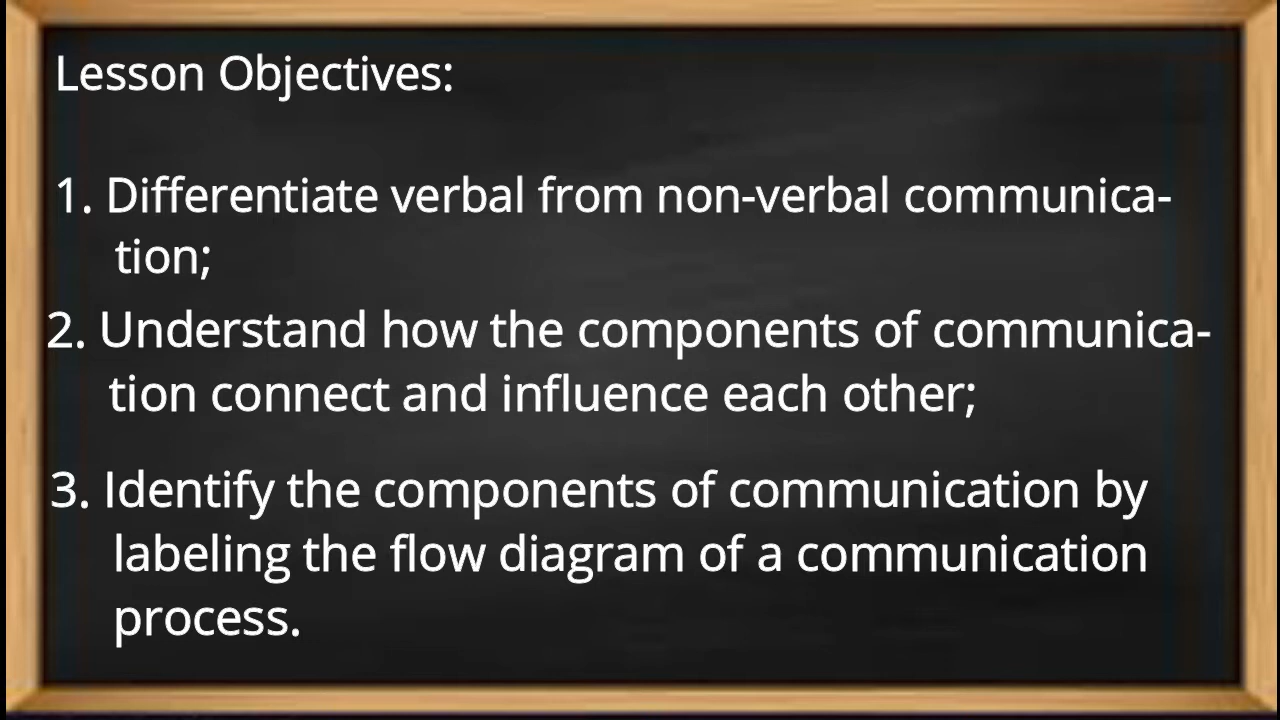 Lesson Objectives:
1. Differentiate verbal from non-verbal communica-
tion;
2. Understand how the components of communica-
tion connect and influence each other;
3. Identify the components of communication by
labeling the flow diagram of a communication
process.